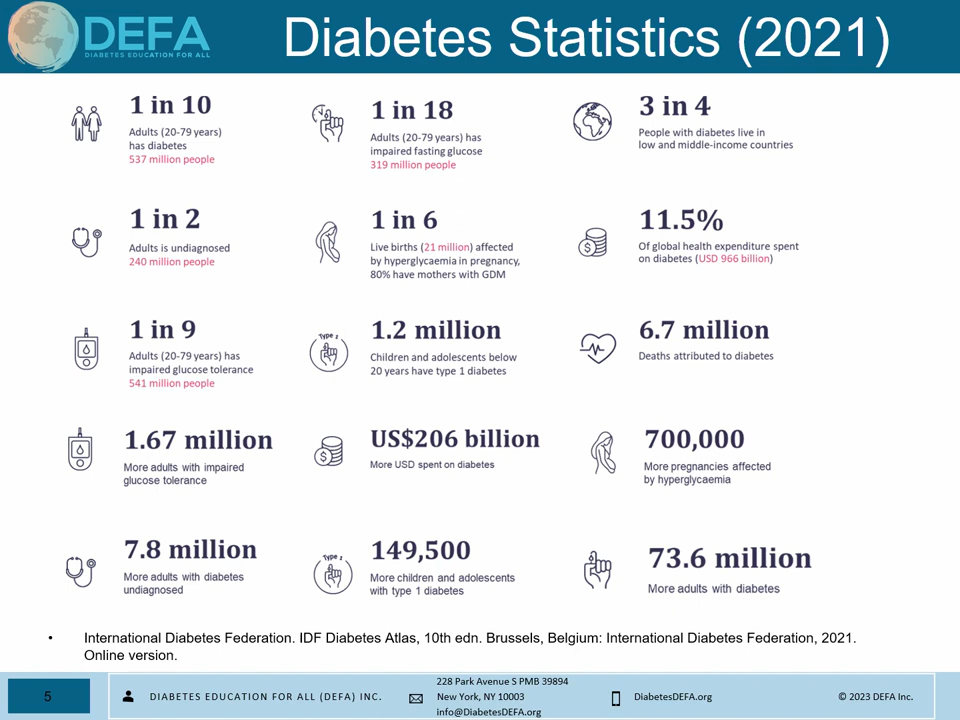 DEFA
DIABETES EDUCATION FOR ALL
Diabetes Statistics (2021)
1 in 10
Adults (20-79 years)
has diabetes
537 million people
1 in 18
Adults (20-79 years) has
impaired fasting glucose
319 million people
3 in 4
People with diabetes live in
low and middle-income countries
1 in 2
Adults is undiagnosed
240 million people
1 in 6
Live births (21 million) affected
by hyperglycaemia in pregnancy,
80% have mothers with GDM
11.5%
Of global health expenditure spent
on diabetes (USD 966 billion)
1 in 9
Adults (20-79 years) has
impaired glucose tolerance
541 million people
Type 1
1.2 million
Children and adolescents below
20 years have type 1 diabetes
6.7 million
Deaths attributed to diabetes
1.67 million
More adults with impaired
glucose tolerance
$
US$206 billion
More USD spent on diabetes
700,000
More pregnancies affected
by hyperglycaemia
7.8 million
More adults with diabetes
undiagnosed
Type 1
149,500
More children and adolescents
with type 1 diabetes
73.6 million
More adults with diabetes
• International Diabetes Federation. IDF Diabetes Atlas, 10th edn. Brussels, Belgium: International Diabetes Federation, 2021.
Online version.
5
DIABETES EDUCATION FOR ALL (DEFA) INC.
228 Park Avenue S PMB 39894
New York, NY 10003
info@DiabetesDEFA.org
DiabetesDEFA.org
© 2023 DEFA Inc.